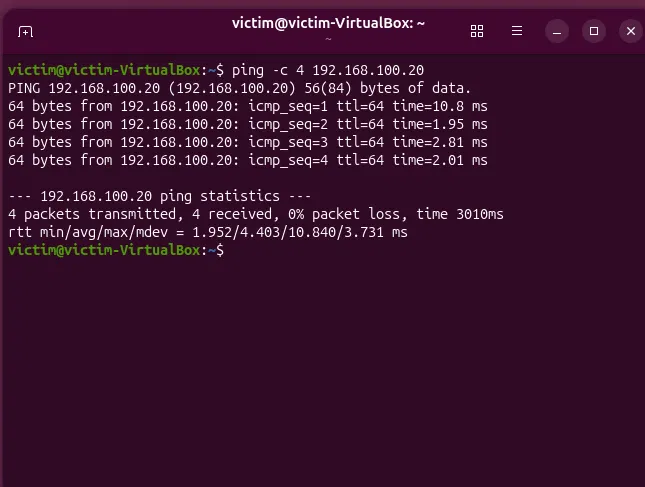 victim@victim-VirtualBox: ~
~
victim@victim-VirtualBox:~$ ping -c 4 192.168.100.20
PING 192.168.100.20 (192.168.100.20) 56(84) bytes of data.
64 bytes from 192.168.100.20: icmp_seq=1 ttl=64 time=10.8 ms
64 bytes from 192.168.100.20: icmp_seq=2 ttl=64 time=1.95 ms
64 bytes from 192.168.100.20: icmp_seq=3 ttl=64 time=2.81 ms
64 bytes from 192.168.100.20: icmp_seq=4 ttl=64 time=2.01 ms

--- 192.168.100.20 ping statistics ---
4 packets transmitted, 4 received, 0% packet loss, time 3010ms
rtt min/avg/max/mdev = 1.952/4.403/10.840/3.731 ms
victim@victim-VirtualBox:~$